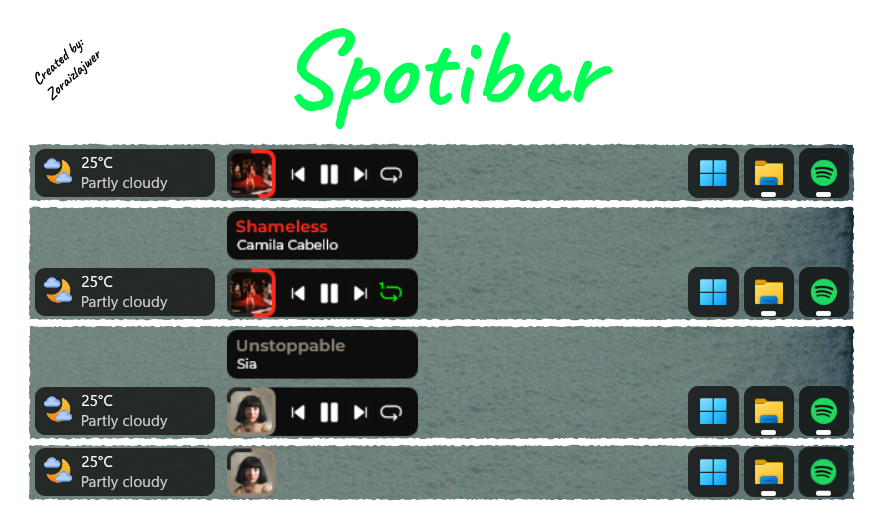 Created by:
Zoraizlajwer
Spotibar
25°C
Partly cloudy
Shameless
Camila Cabello
25°C
Partly cloudy
1
Unstoppable
Sia
25°C
Partly cloudy
25°C
Partly cloudy